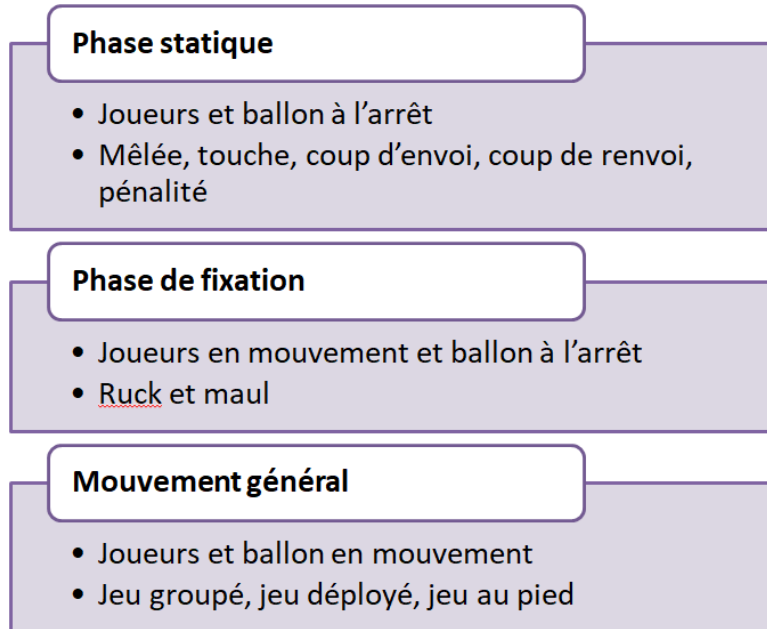 Phase statique
• Joueurs et ballon à l’arrêt
• Mêlée, touche, coup d’envoi, coup de renvoi,
pénalité
Phase de fixation
• Joueurs en mouvement et ballon à l’arrêt
• Ruck et maul
Mouvement général
• Joueurs et ballon en mouvement
• Jeu groupé, jeu déployé, jeu au pied